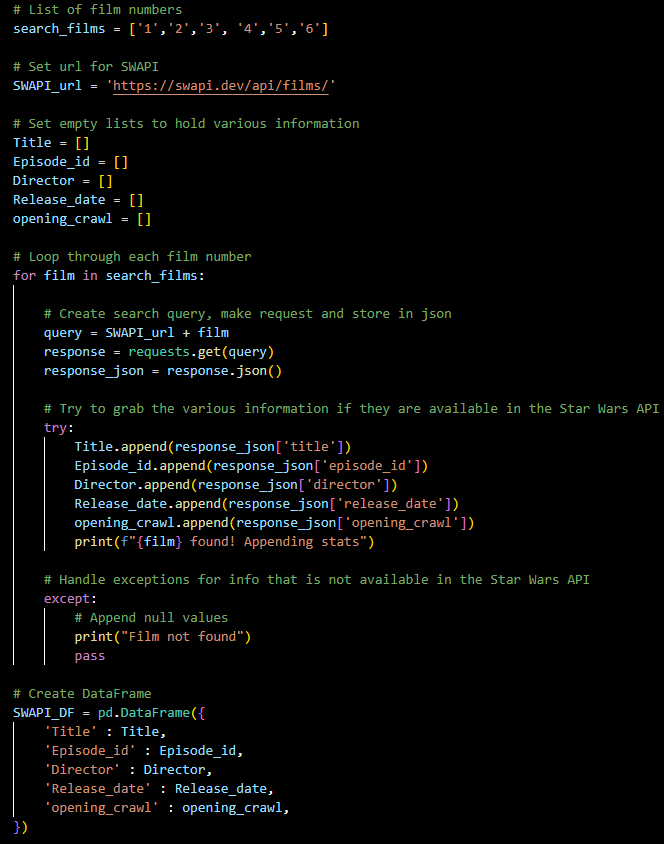 # List of film numbers
search_films = ['1','2','3', '4','5','6']

# Set url for SWAPI
SWAPI_url = 'https://swapi.dev/api/films/'

# Set empty lists to hold various information
Title = []
Episode_id = []
Director = []
Release_date = []
opening_crawl = []

# Loop through each film number
for film in search_films:

    # Create search query, make request and store in json
    query = SWAPI_url + film
    response = requests.get(query)
    response_json = response.json()

    # Try to grab the various information if they are available in the Star Wars API
    try:
        Title.append(response_json['title'])
        Episode_id.append(response_json['episode_id'])
        Director.append(response_json['director'])
        Release_date.append(response_json['release_date'])
        opening_crawl.append(response_json['opening_crawl'])
        print(f"{film} found! Appending stats")

    # Handle exceptions for info that is not available in the Star Wars API
    except:
        # Append null values
        print("Film not found")
        pass

# Create DataFrame
SWAPI_DF = pd.DataFrame({
    'Title' : Title,
    'Episode_id' : Episode_id,
    'Director' : Director,
    'Release_date' : Release_date,
    'opening_crawl' : opening_crawl,
})